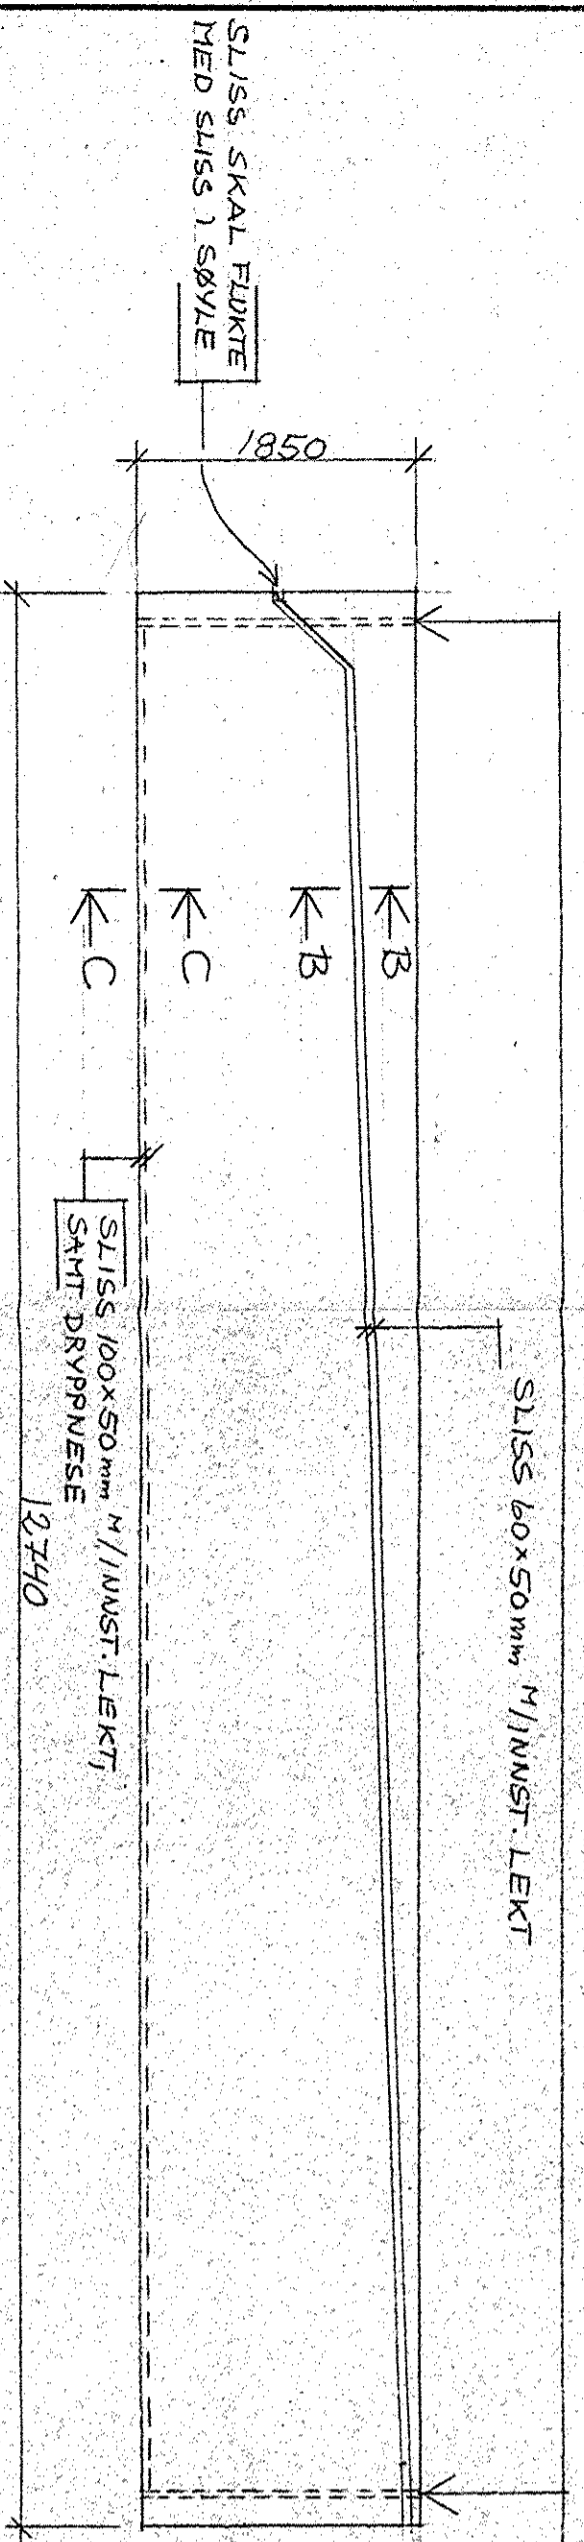 SLISS SKAL FLUKTE
MED SLISS I SØYLE
1850
B
B
C
C
SLISS 60x50mm M/INNST. LEKT
SLISS 100x50mm M/INNST. LEKT,
SAMT DRYPPNESE
12740